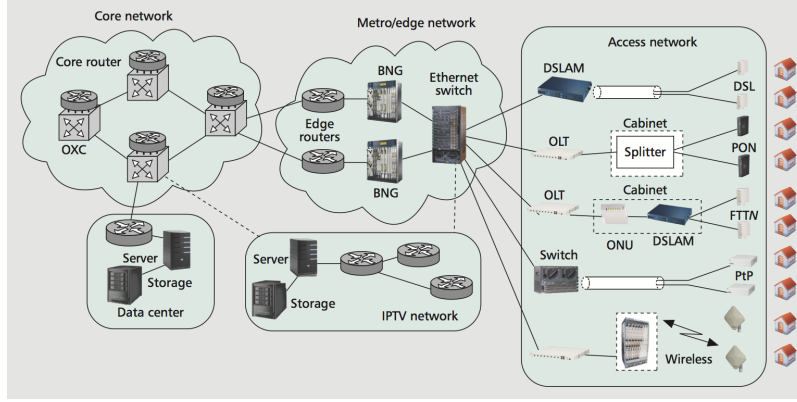 Core network
Core router
OXC
Server
Storage
Data center
Metro/edge network
BNG
Ethernet
switch
Edge
routers
BNG
Server
Storage
IPTV network
Access network
DSLAM
DSL
OLT
Cabinet
Splitter
PON
OLT
Cabinet
FTTN
ONU
DSLAM
Switch
PtP
Wireless